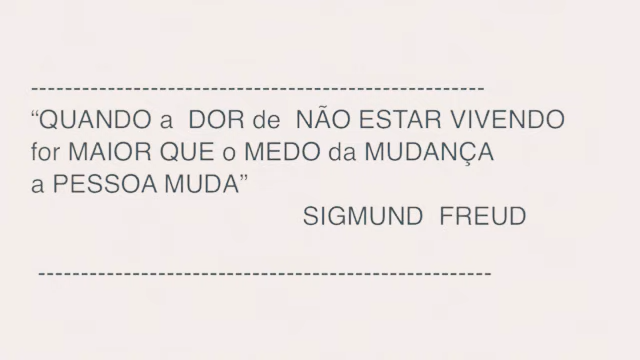 ---------------------------------------------------
“QUANDO a DOR de NÃO ESTAR VIVENDO
for MAIOR QUE o MEDO da MUDANÇA
a PESSOA MUDA”
SIGMUND FREUD
---------------------------------------------------